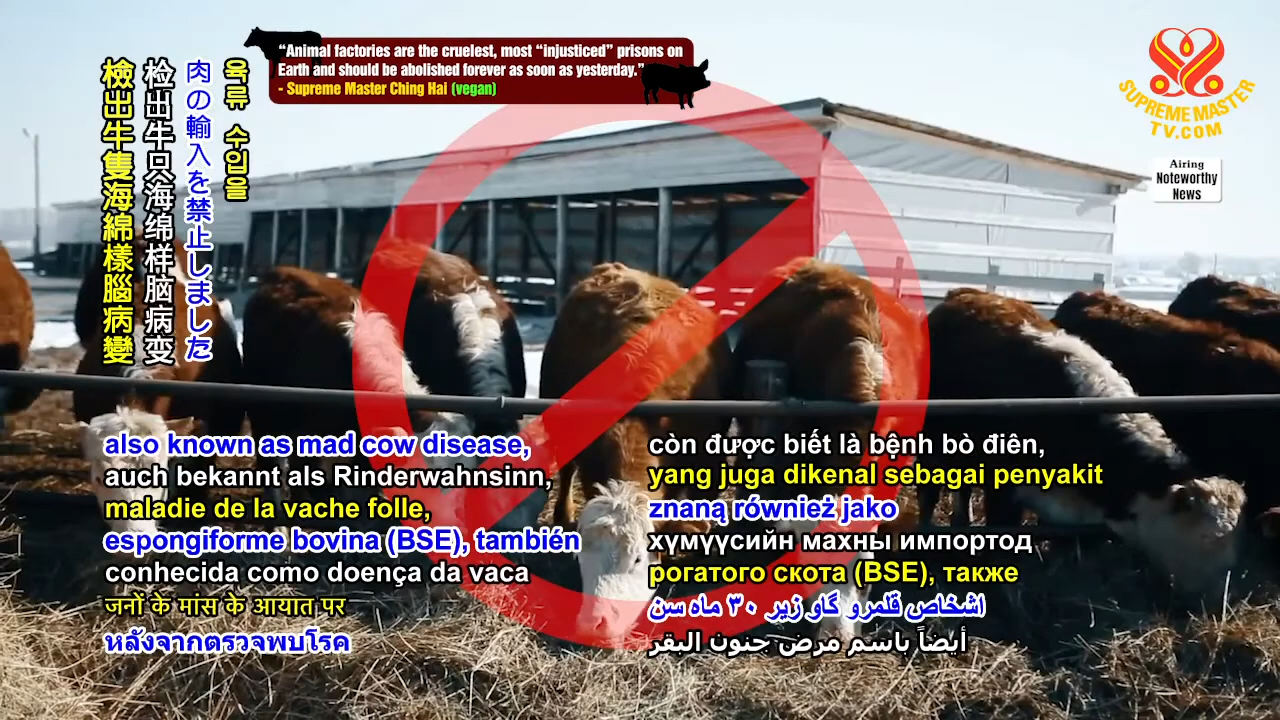 “Animal factories are the cruelest, most “injusticed” prisons on
Earth and should be abolished forever as soon as yesterday.”
- Supreme Master Ching Hai (vegan)
SUPREME MASTER
TV.COM
Airing
Noteworthy
News
檢出牛隻海綿樣腦病變
检出牛只海绵样脑病变
肉の輸入を禁止しました
육류 수입을
also known as mad cow disease,
auch bekannt als Rinderwahnsinn,
maladie de la vache folle,
espongiforme bovina (BSE), también
conhecida como doença da vaca
जनों के मांस के आयात पर
หลังจากตรวจพบโรค
còn được biết là bệnh bò điên,
yang juga dikenal sebagai penyakit
znaną również jako
хүмүүсийн махны импортод
рогатого скота (BSE), также
اشخاص قلمرو گاو زیر ۳۰ ماه سن
أيضاً باسم مرض جنون البقر